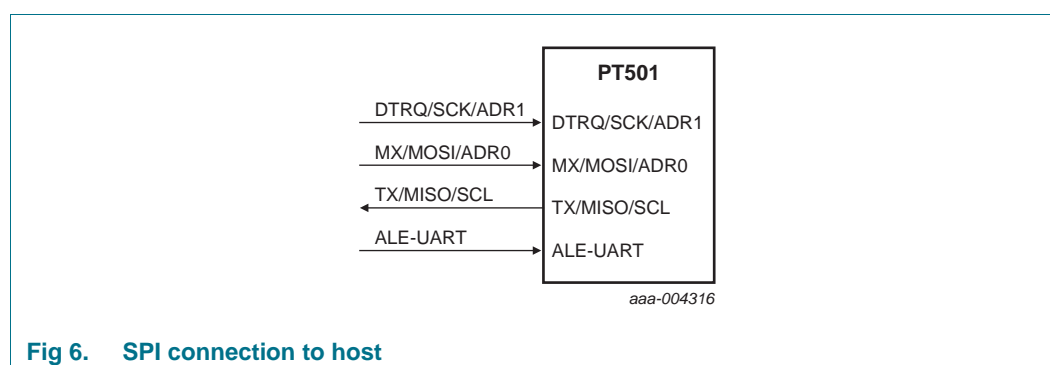 PT501
DTRQ/SCK/ADR1
DTRQ/SCK/ADR1
MX/MOSI/ADR0
MX/MOSI/ADR0
TX/MISO/SCL
TX/MISO/SCL
ALE-UART
ALE-UART
aaa-004316
Fig 6. SPI connection to host